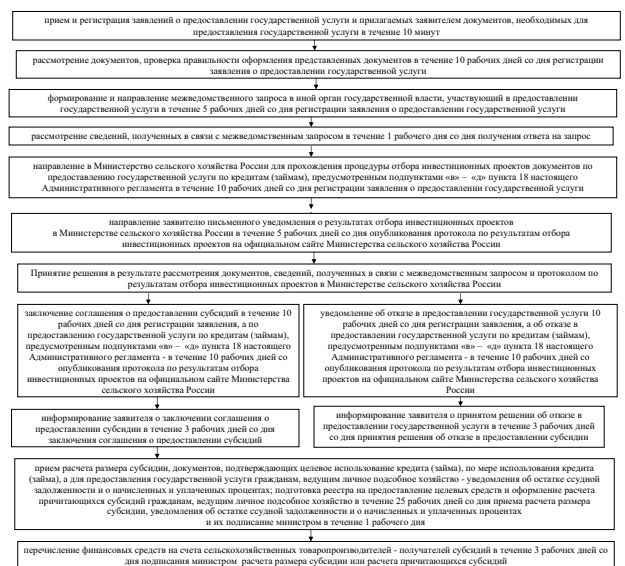 прием и регистрация заявлений о предоставлении государственной услуги и прилагаемых заявителем документов, необходимых для
предоставления государственной услуги в течение 10 минут
рассмотрение документов, проверка правильности оформления представленных документов в течение 10 рабочих дней со дня регистрации
заявления о предоставлении государственной услуги
формирование и направление межведомственного запроса в иной орган государственной власти, участвующий в предоставлении
государственной услуги в течение 5 рабочих дней со дня регистрации заявления о предоставлении государственной услуги
рассмотрение сведений, полученных в связи с межведомственным запросом в течение 1 рабочего дня со дня получения ответа на запрос
направление в Министерство сельского хозяйства России для прохождения процедуры отбора инвестиционных проектов документов по
предоставлению государственной услуги по кредитам (займам), предусмотренным подпунктами «в» – «д» пункта 18 настоящего
Административного регламента в течение 10 рабочих дней со дня регистрации заявления о предоставлении государственной услуги
направление заявителю письменного уведомления о результатах отбора инвестиционных проектов
в Министерстве сельского хозяйства России в течение 5 рабочих дней со дня опубликования протокола по результатам отбора
инвестиционных проектов на официальном сайте Министерства сельского хозяйства России
Принятие решения в результате рассмотрения документов, сведений, полученных в связи с межведомственным запросом и протоколом по
результатам отбора инвестиционных проектов в Министерстве сельского хозяйства России
заключение соглашения о предоставлении субсидий в течение 10
рабочих дней со дня регистрации заявления, а по
предоставлению государственной услуги по кредитам (займам),
предусмотренным подпунктами «в» – «д» пункта 18 настоящего
Административного регламента - в течение 10 рабочих дней со
опубликования протокола по результатам отбора
инвестиционных проектов на официальном сайте Министерства
сельского хозяйства России
уведомление об отказе в предоставлении государственной услуги 10
рабочих дней со дня регистрации заявления, а об отказе в
предоставлении государственной услуги по кредитам (займам),
предусмотренным подпунктами «в» – «д» пункта 18 настоящего
Административного регламента - в течение 10 рабочих дней со
опубликования протокола по результатам отбора инвестиционных
проектов на официальном сайте Министерства сельского хозяйства
России
информирование заявителя о заключении соглашения о
предоставлении субсидии в течение 3 рабочих дней со дня
заключения соглашения о предоставлении субсидий
информирование заявителя о принятом решении об отказе в
предоставлении государственной услуги в течение 3 рабочих дней
со дня принятия решения об отказе в предоставлении субсидии
прием расчета размера субсидии, документов, подтверждающих целевое использование кредита (займа), по мере использования кредита
(займа), а для предоставления государственной услуги гражданам, ведущим личное подсобное хозяйство - уведомления об остатке ссудной
задолженности и о начисленных и уплаченных процентах; подготовка реестра на предоставление целевых средств и оформление расчета
причитающихся субсидий гражданам, ведущим личное подсобное хозяйство в течение 25 рабочих дней со дня приема расчета размера
субсидии, уведомления об остатке ссудной задолженности и о начисленных и уплаченных процентах
и их подписание министром в течение 1 рабочего дня
перечисление финансовых средств на счета сельскохозяйственных товаропроизводителей - получателей субсидий в течение 3 рабочих дней со
дня подписания министром расчета размера субсидии или расчета причитающихся субсидий